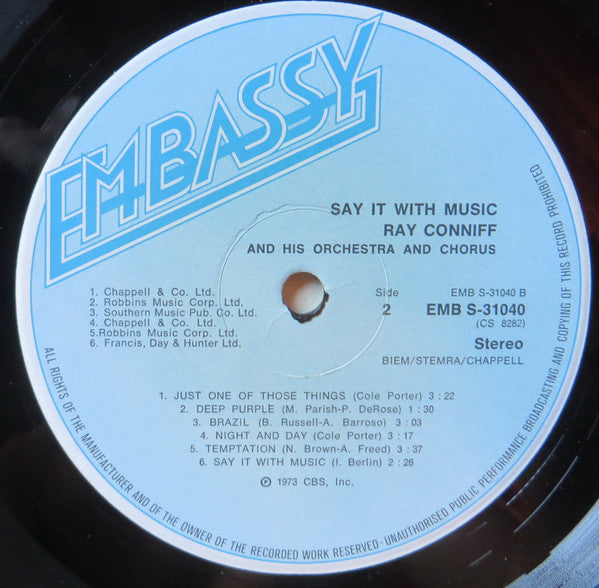 EMBASSY
SAY IT WITH MUSIC
RAY CONNIFF
AND HIS ORCHESTRA AND CHORUS
1. Chappell & Co. Ltd.
2. Robbins Music Corp. Ltd.
3. Southern Music Pub. Co. Ltd.
4. Chappell & Co. Ltd.
5.Robbins Music Corp. Ltd.
6. Francis, Day & Hunter Ltd.
Side
2
EMB S-31040 B
EMB S-31040
(CS 8282)
Stereo
BIEM/STEMRA/CHAPPELL
1. JUST ONE OF THOSE THINGS (Cole Porter) 3 : 22
2. DEEP PURPLE (M. Parish-P. DeRose) 1 : 30
3. BRAZIL (B. Russell-A. Barroso) 3 : 03
4. NIGHT AND DAY (Cole Porter) 3 : 17
5. TEMPTATION (N. Brown-A. Freed) 3 : 37
6. SAY IT WITH MUSIC (I. Berlin) 2 : 26
℗ 1973 CBS, Inc.
ALL RIGHTS OF THE MANUFACTURER AND OF THE OWNER OF THE RECORDED WORK RESERVED - UNAUTHORISED PUBLIC PERFORMANCE BROADCASTING AND COPYING OF THIS RECORD PROHIBITED